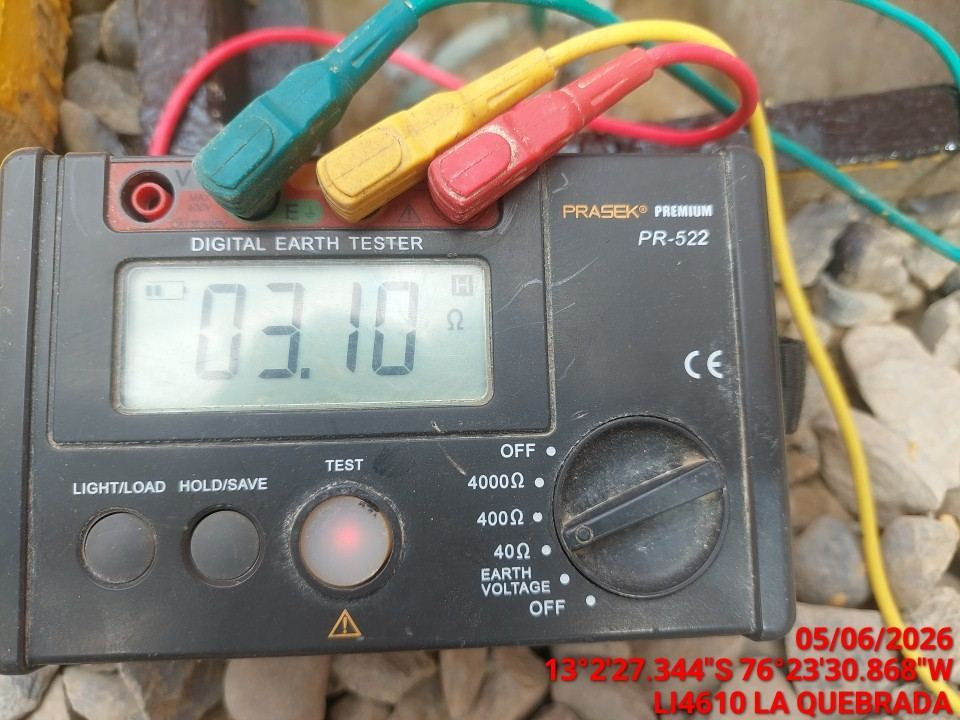 V
E
PRASEK® PREMIUM
PR-522
DIGITAL EARTH TESTER
H
03.10 Ω
CE
TEST
LIGHT/LOAD HOLD/SAVE
OFF
4000Ω
400Ω
40Ω
EARTH
VOLTAGE
OFF
05/06/2026
13°2'27.344"S 76°23'30.868"W
LI4610 LA QUEBRADA